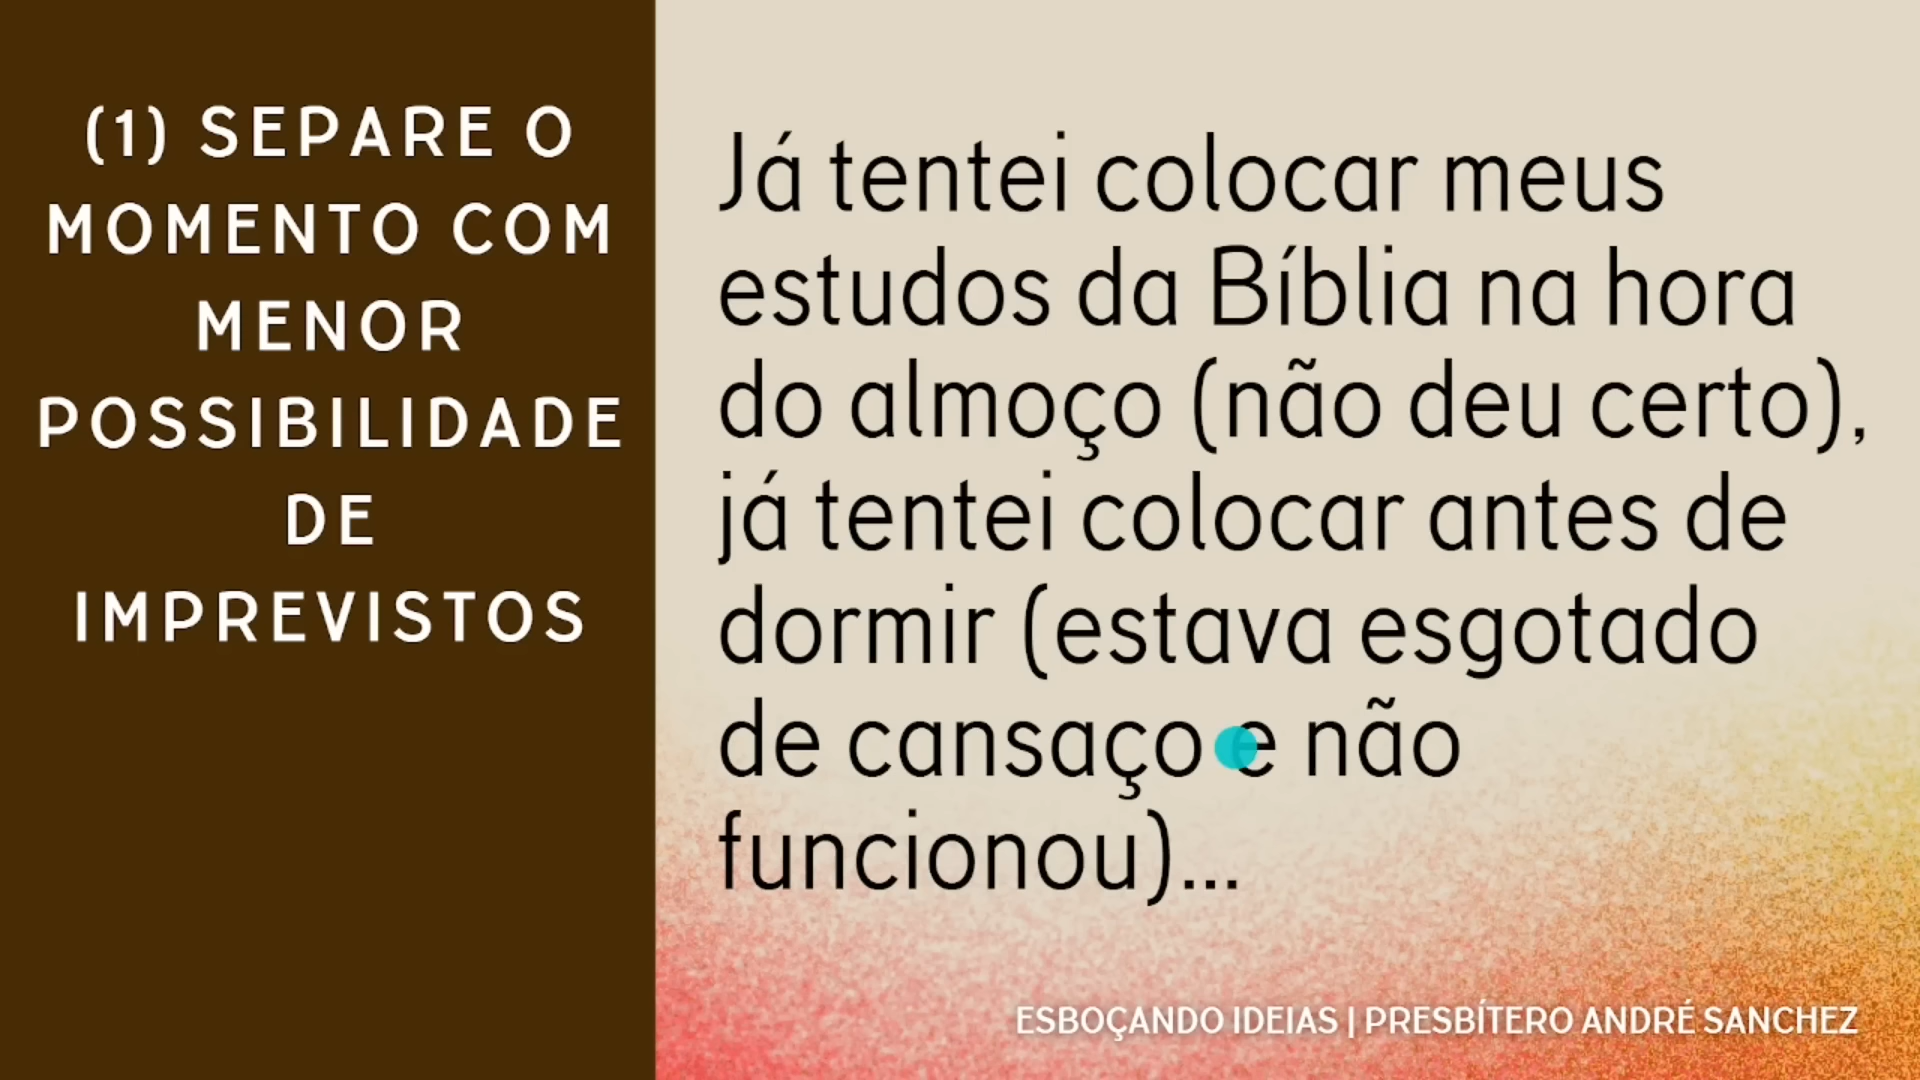 (1) SEPARE O
MOMENTO COM
MENOR
POSSIBILIDADE
DE
IMPREVISTOS
Já tentei colocar meus
estudos da Bíblia na hora
do almoço (não deu certo),
já tentei colocar antes de
dormir (estava esgotado
de cansaço e não
funcionou)...
ESBOÇANDO IDEIAS | PRESBÍTERO ANDRÉ SANCHEZ